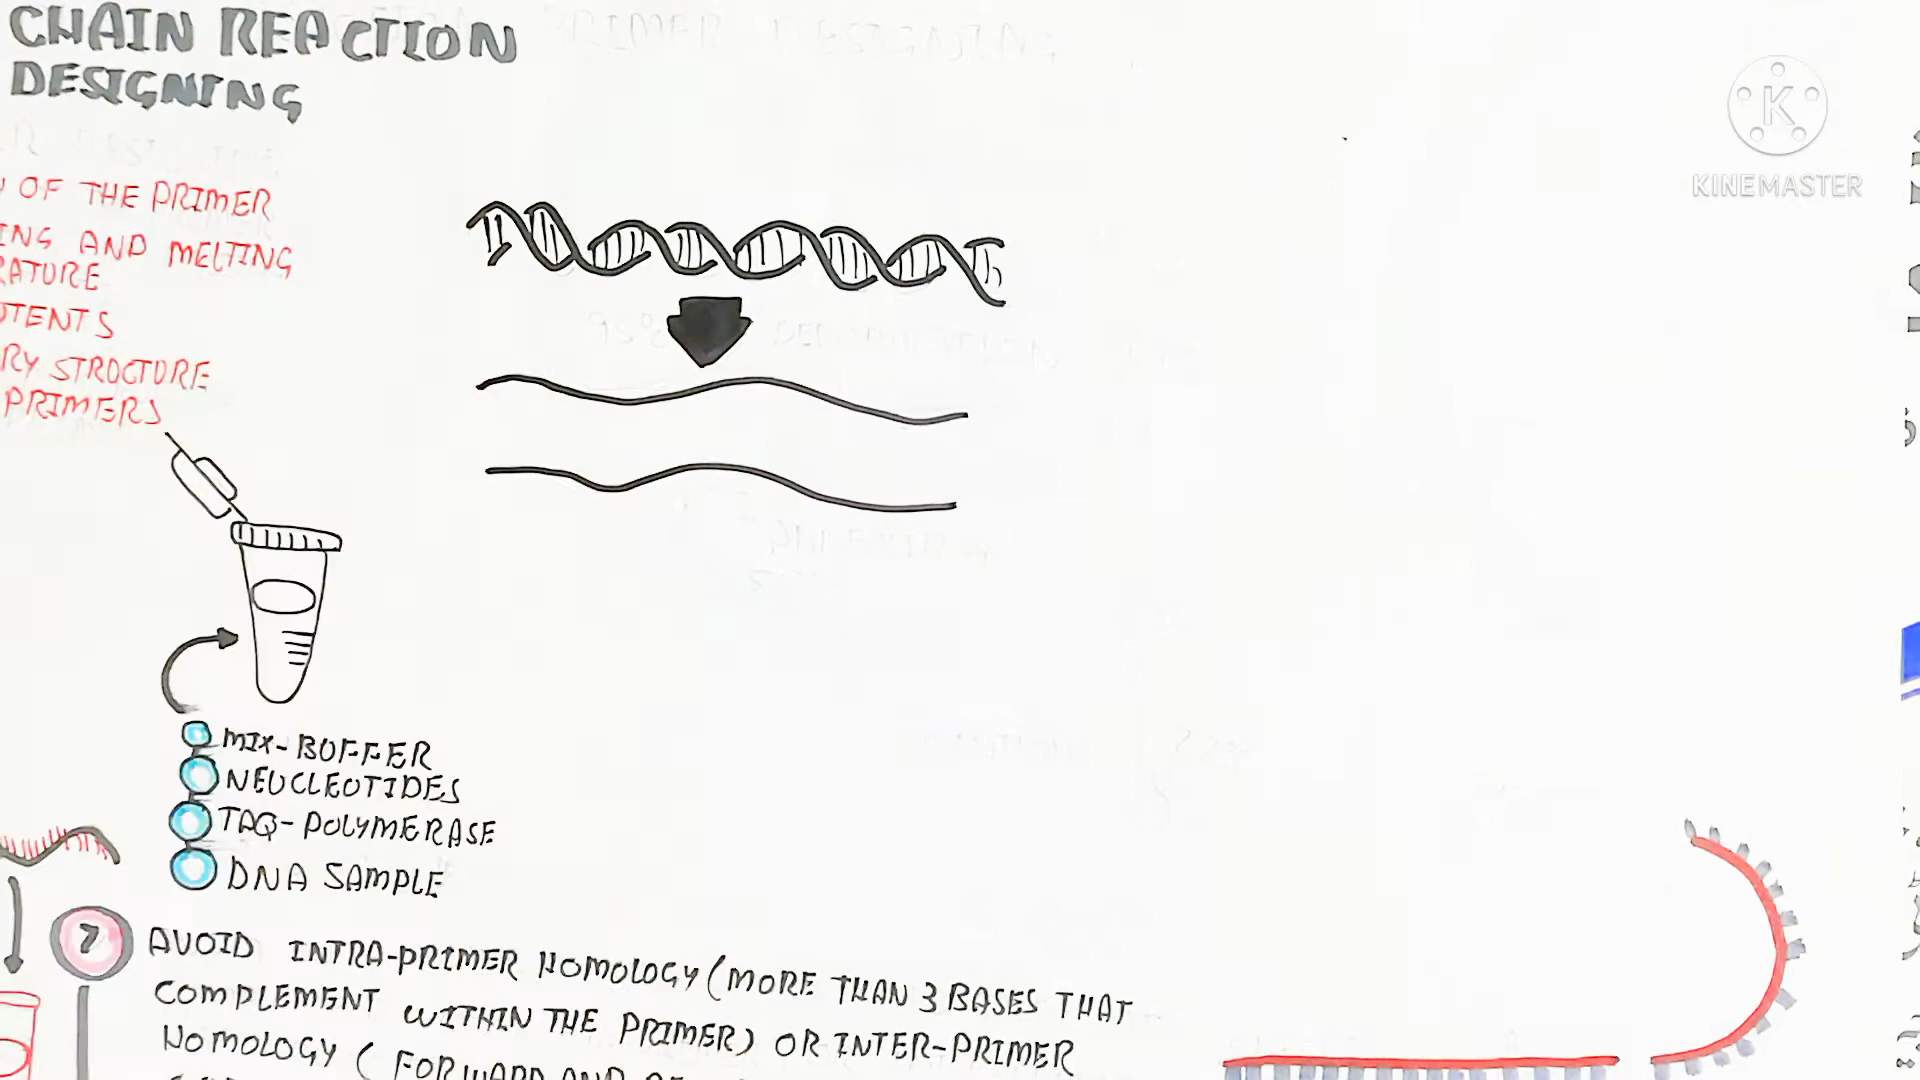 CHAIN REACTION
DESIGNING
OF THE PRIMER
ING AND MELTING
RATURE
TENTS
RY STRUCTURE
PRIMERS
K
KINEMASTER
MIX-BUFFER
NEUCLEOTIDES
TAQ-POLYMERASE
DNA SAMPLE
7
AVOID INTRA-PRIMER HOMOLOGY (MORE THAN 3 BASES THAT
COMPLEMENT WITHIN THE PRIMER) OR INTER-PRIMER
HOMOLOGY (FORWARD AND